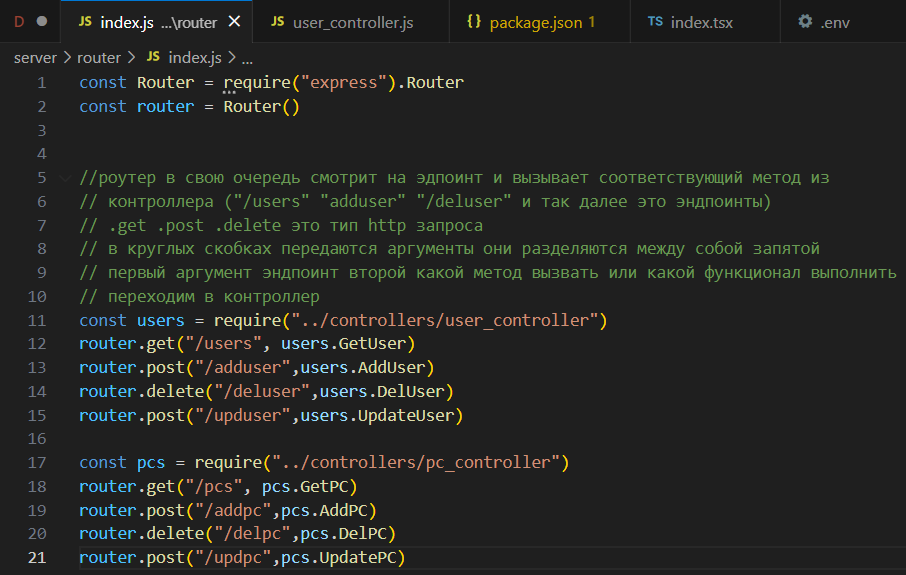 D ● JS index.js ...\router × JS user_controller.js {} package.json 1 TS index.tsx .env
server > router > JS index.js > ...
1 const Router = require("express").Router
2 const router = Router()
3
4
5 //роутер в свою очередь смотрит на эдпоинт и вызывает соответствующий метод из
6 // контроллера ("/users" "adduser" "/deluser" и так далее это эндпоинты)
7 // .get .post .delete это тип http запроса
8 // в круглых скобках передаются аргументы они разделяются между собой запятой
9 // первый аргумент эндпоинт второй какой метод вызвать или какой функционал выполнить
10 // переходим в контроллер
11 const users = require("../controllers/user_controller")
12 router.get("/users", users.GetUser)
13 router.post("/adduser",users.AddUser)
14 router.delete("/deluser",users.DelUser)
15 router.post("/upduser",users.UpdateUser)
16
17 const pcs = require("../controllers/pc_controller")
18 router.get("/pcs", pcs.GetPC)
19 router.post("/addpc",pcs.AddPC)
20 router.delete("/delpc",pcs.DelPC)
21 router.post("/updpc",pcs.UpdatePC)